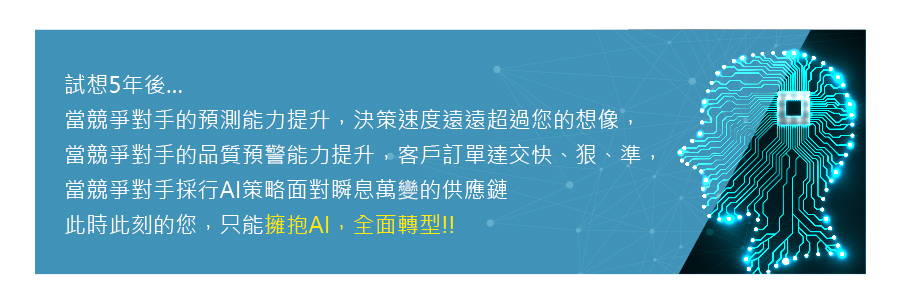 試想5年後...
當競爭對手的預測能力提升，決策速度遠遠超過您的想像，
當競爭對手的品質預警能力提升，客戶訂單達交快、狠、準，
當競爭對手採行AI策略面對瞬息萬變的供應鏈
此時此刻的您，只能擁抱AI，全面轉型!!